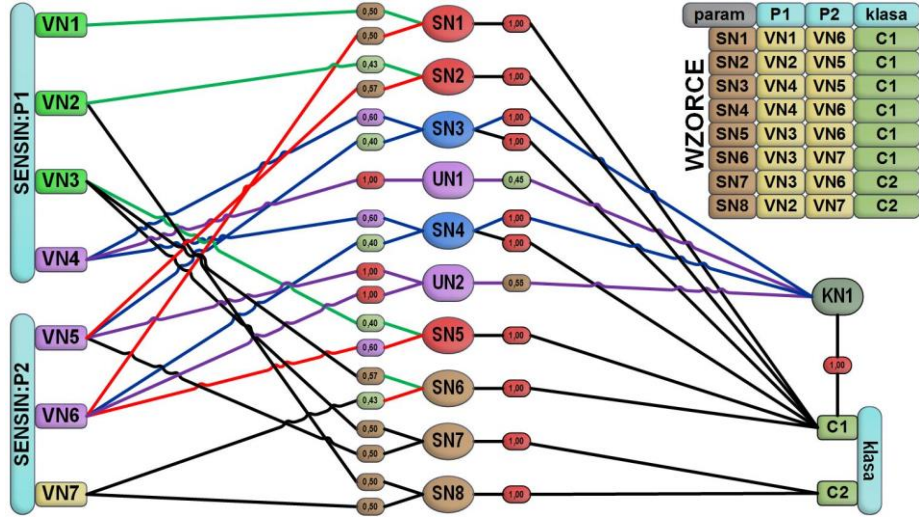 SENSIN:P1
SENSIN:P2
VN1
VN2
VN3
VN4
VN5
VN6
VN7
0,50
0,50
0,43
0,57
0,60
0,40
1,00
0,60
0,40
1,00
1,00
0,40
0,60
0,57
0,43
0,50
0,50
0,50
0,50
SN1
SN2
SN3
UN1
SN4
UN2
SN5
SN6
SN7
SN8
1,00
1,00
1,00
1,00
0,45
1,00
1,00
0,55
1,00
1,00
1,00
1,00
KN1
1,00
C1
C2
klasa
WZORCE
param P1 P2 klasa
SN1 VN1 VN6 C1
SN2 VN2 VN5 C1
SN3 VN4 VN5 C1
SN4 VN4 VN6 C1
SN5 VN3 VN6 C1
SN6 VN3 VN7 C1
SN7 VN3 VN6 C2
SN8 VN2 VN7 C2